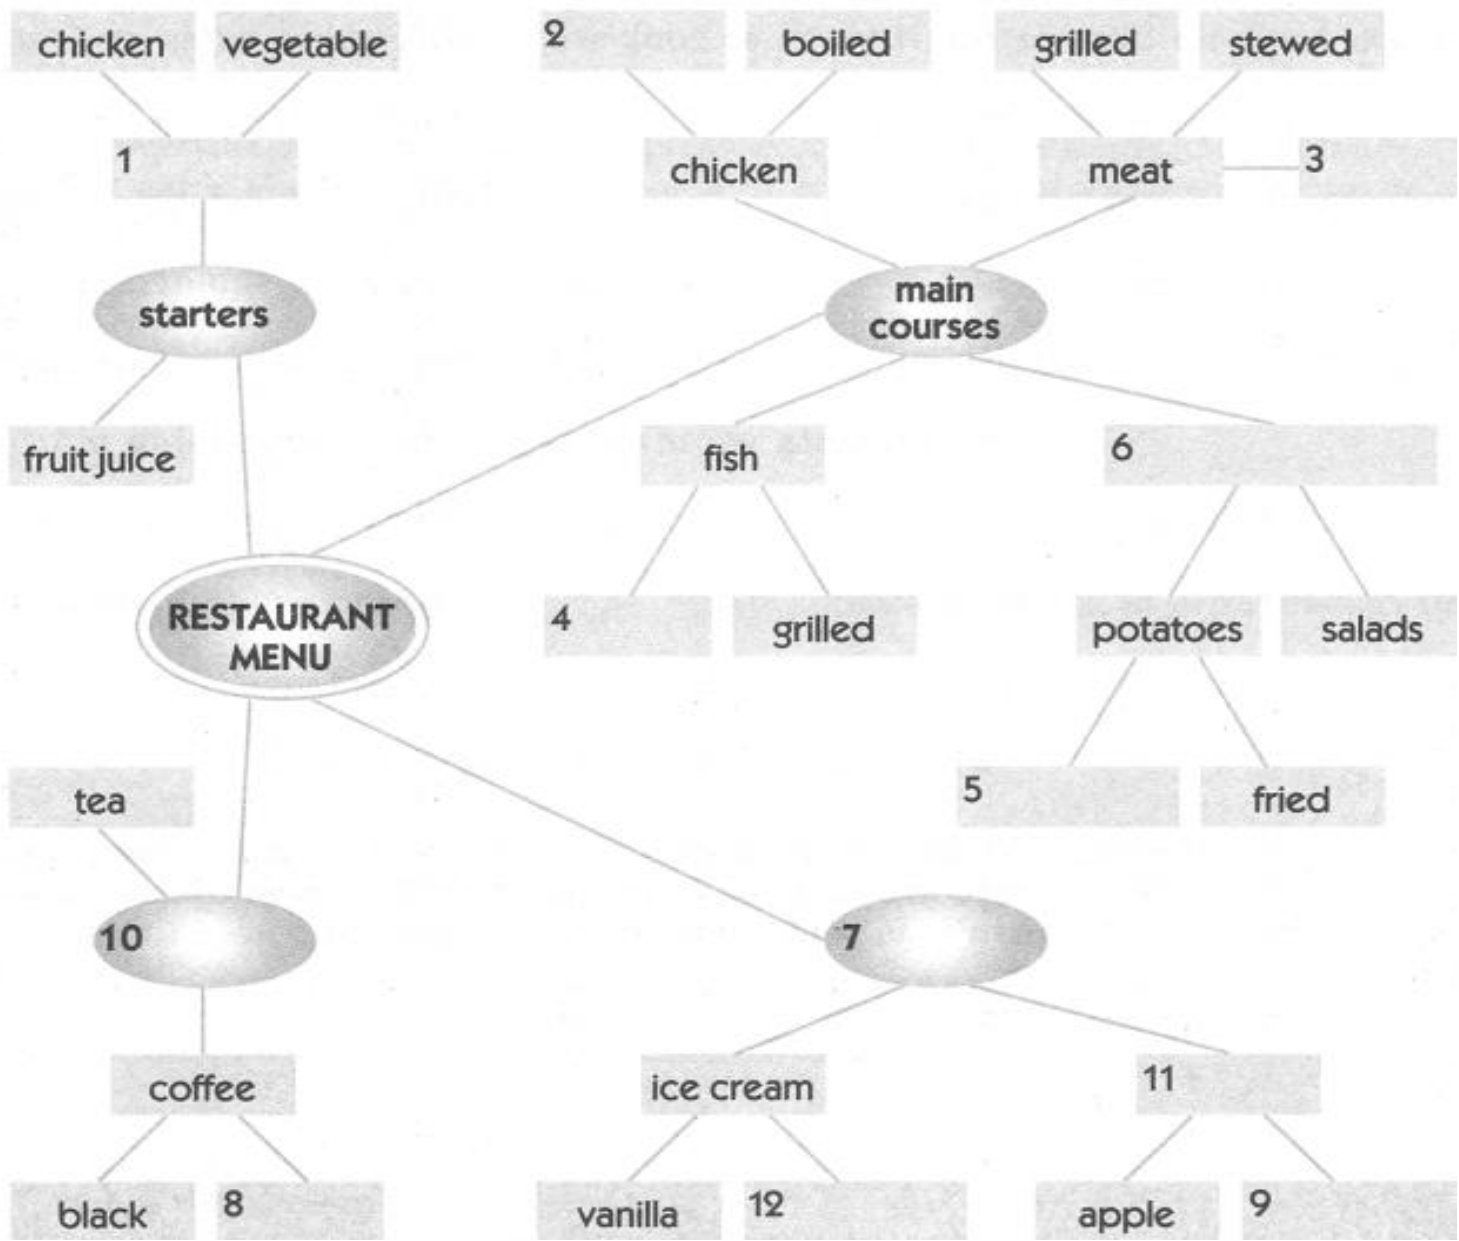 chicken
vegetable
2
boiled
grilled
stewed
1
chicken
meat
3
starters
main
courses
fruit juice
fish
6
RESTAURANT
MENU
4
grilled
potatoes
salads
tea
5
fried
10
7
coffee
ice cream
11
black
8
vanilla
12
apple
9